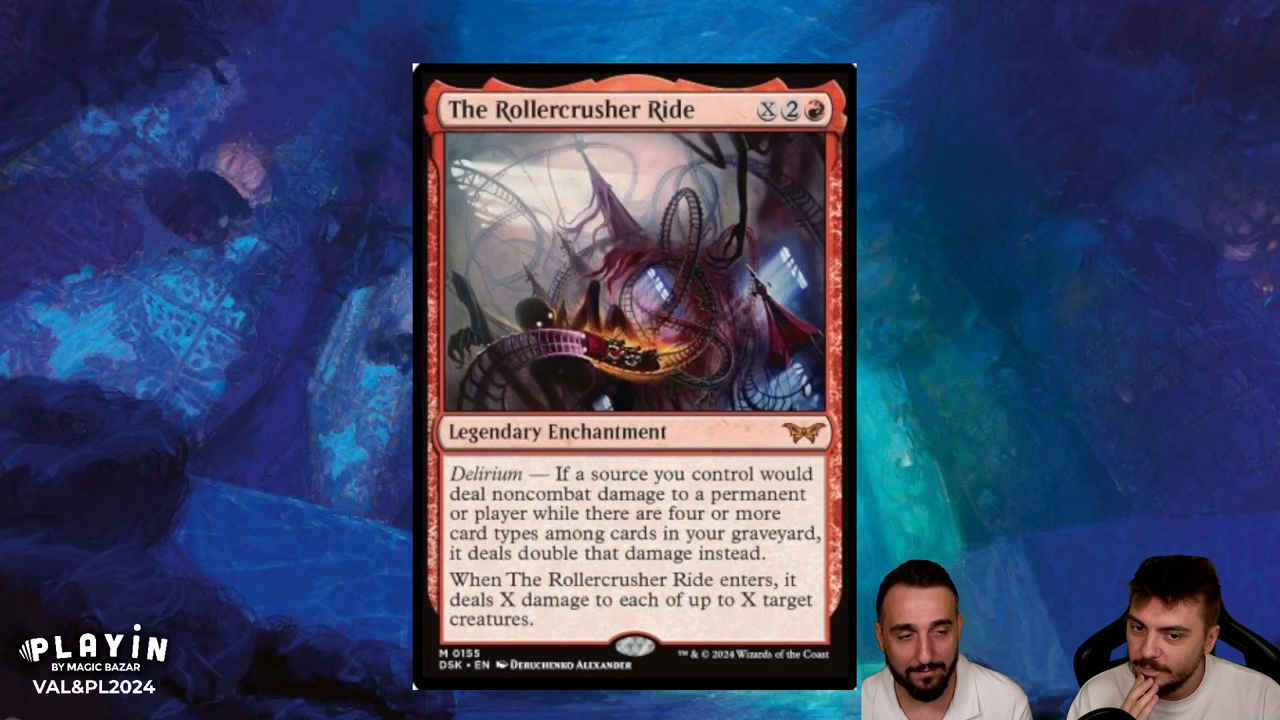 The Rollercrusher Ride X 2
Legendary Enchantment
Delirium — If a source you control would
deal noncombat damage to a permanent
or player while there are four or more
card types among cards in your graveyard,
it deals double that damage instead.
When The Rollercrusher Ride enters, it
deals X damage to each of up to X target
creatures.
M 0155
DSK • EN DERUCHENKO ALEXANDER
™ & © 2024 Wizards of the Coast
PLAYIN
BY MAGIC BAZAR
VAL&PL2024